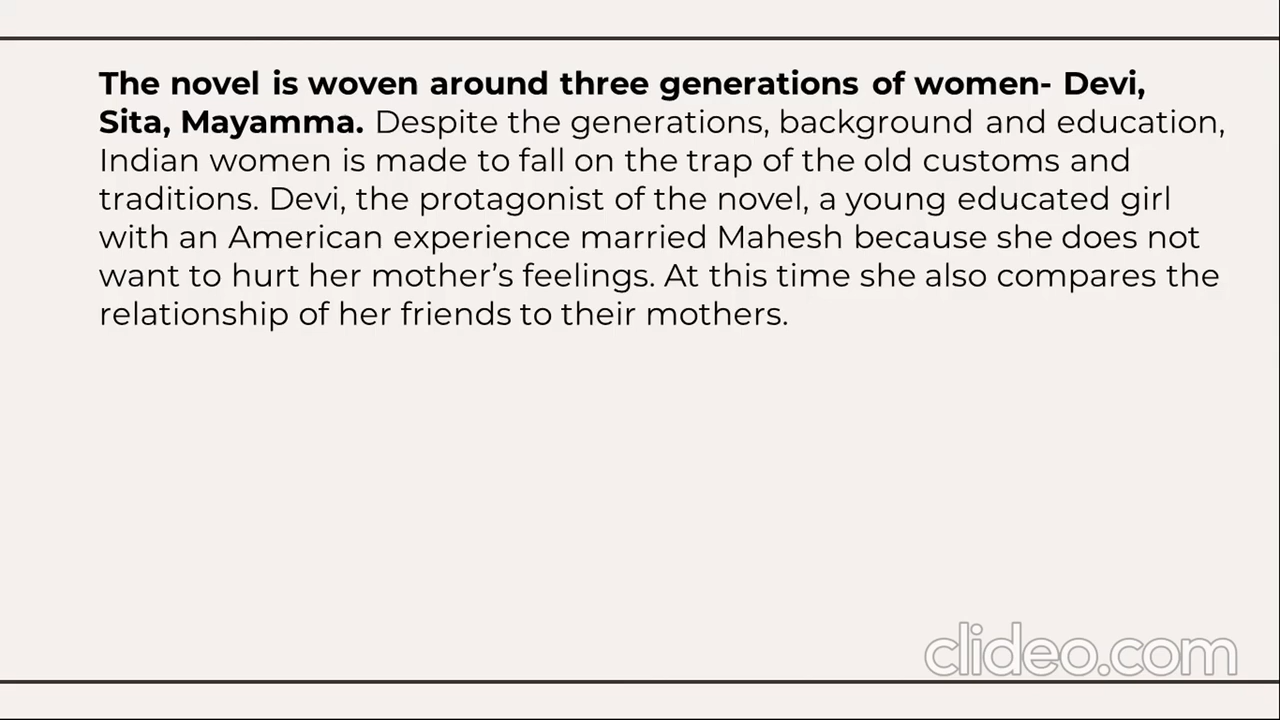 The novel is woven around three generations of women- Devi,
Sita, Mayamma. Despite the generations, background and education,
Indian women is made to fall on the trap of the old customs and
traditions. Devi, the protagonist of the novel, a young educated girl
with an American experience married Mahesh because she does not
want to hurt her mother’s feelings. At this time she also compares the
relationship of her friends to their mothers.
clideo.com